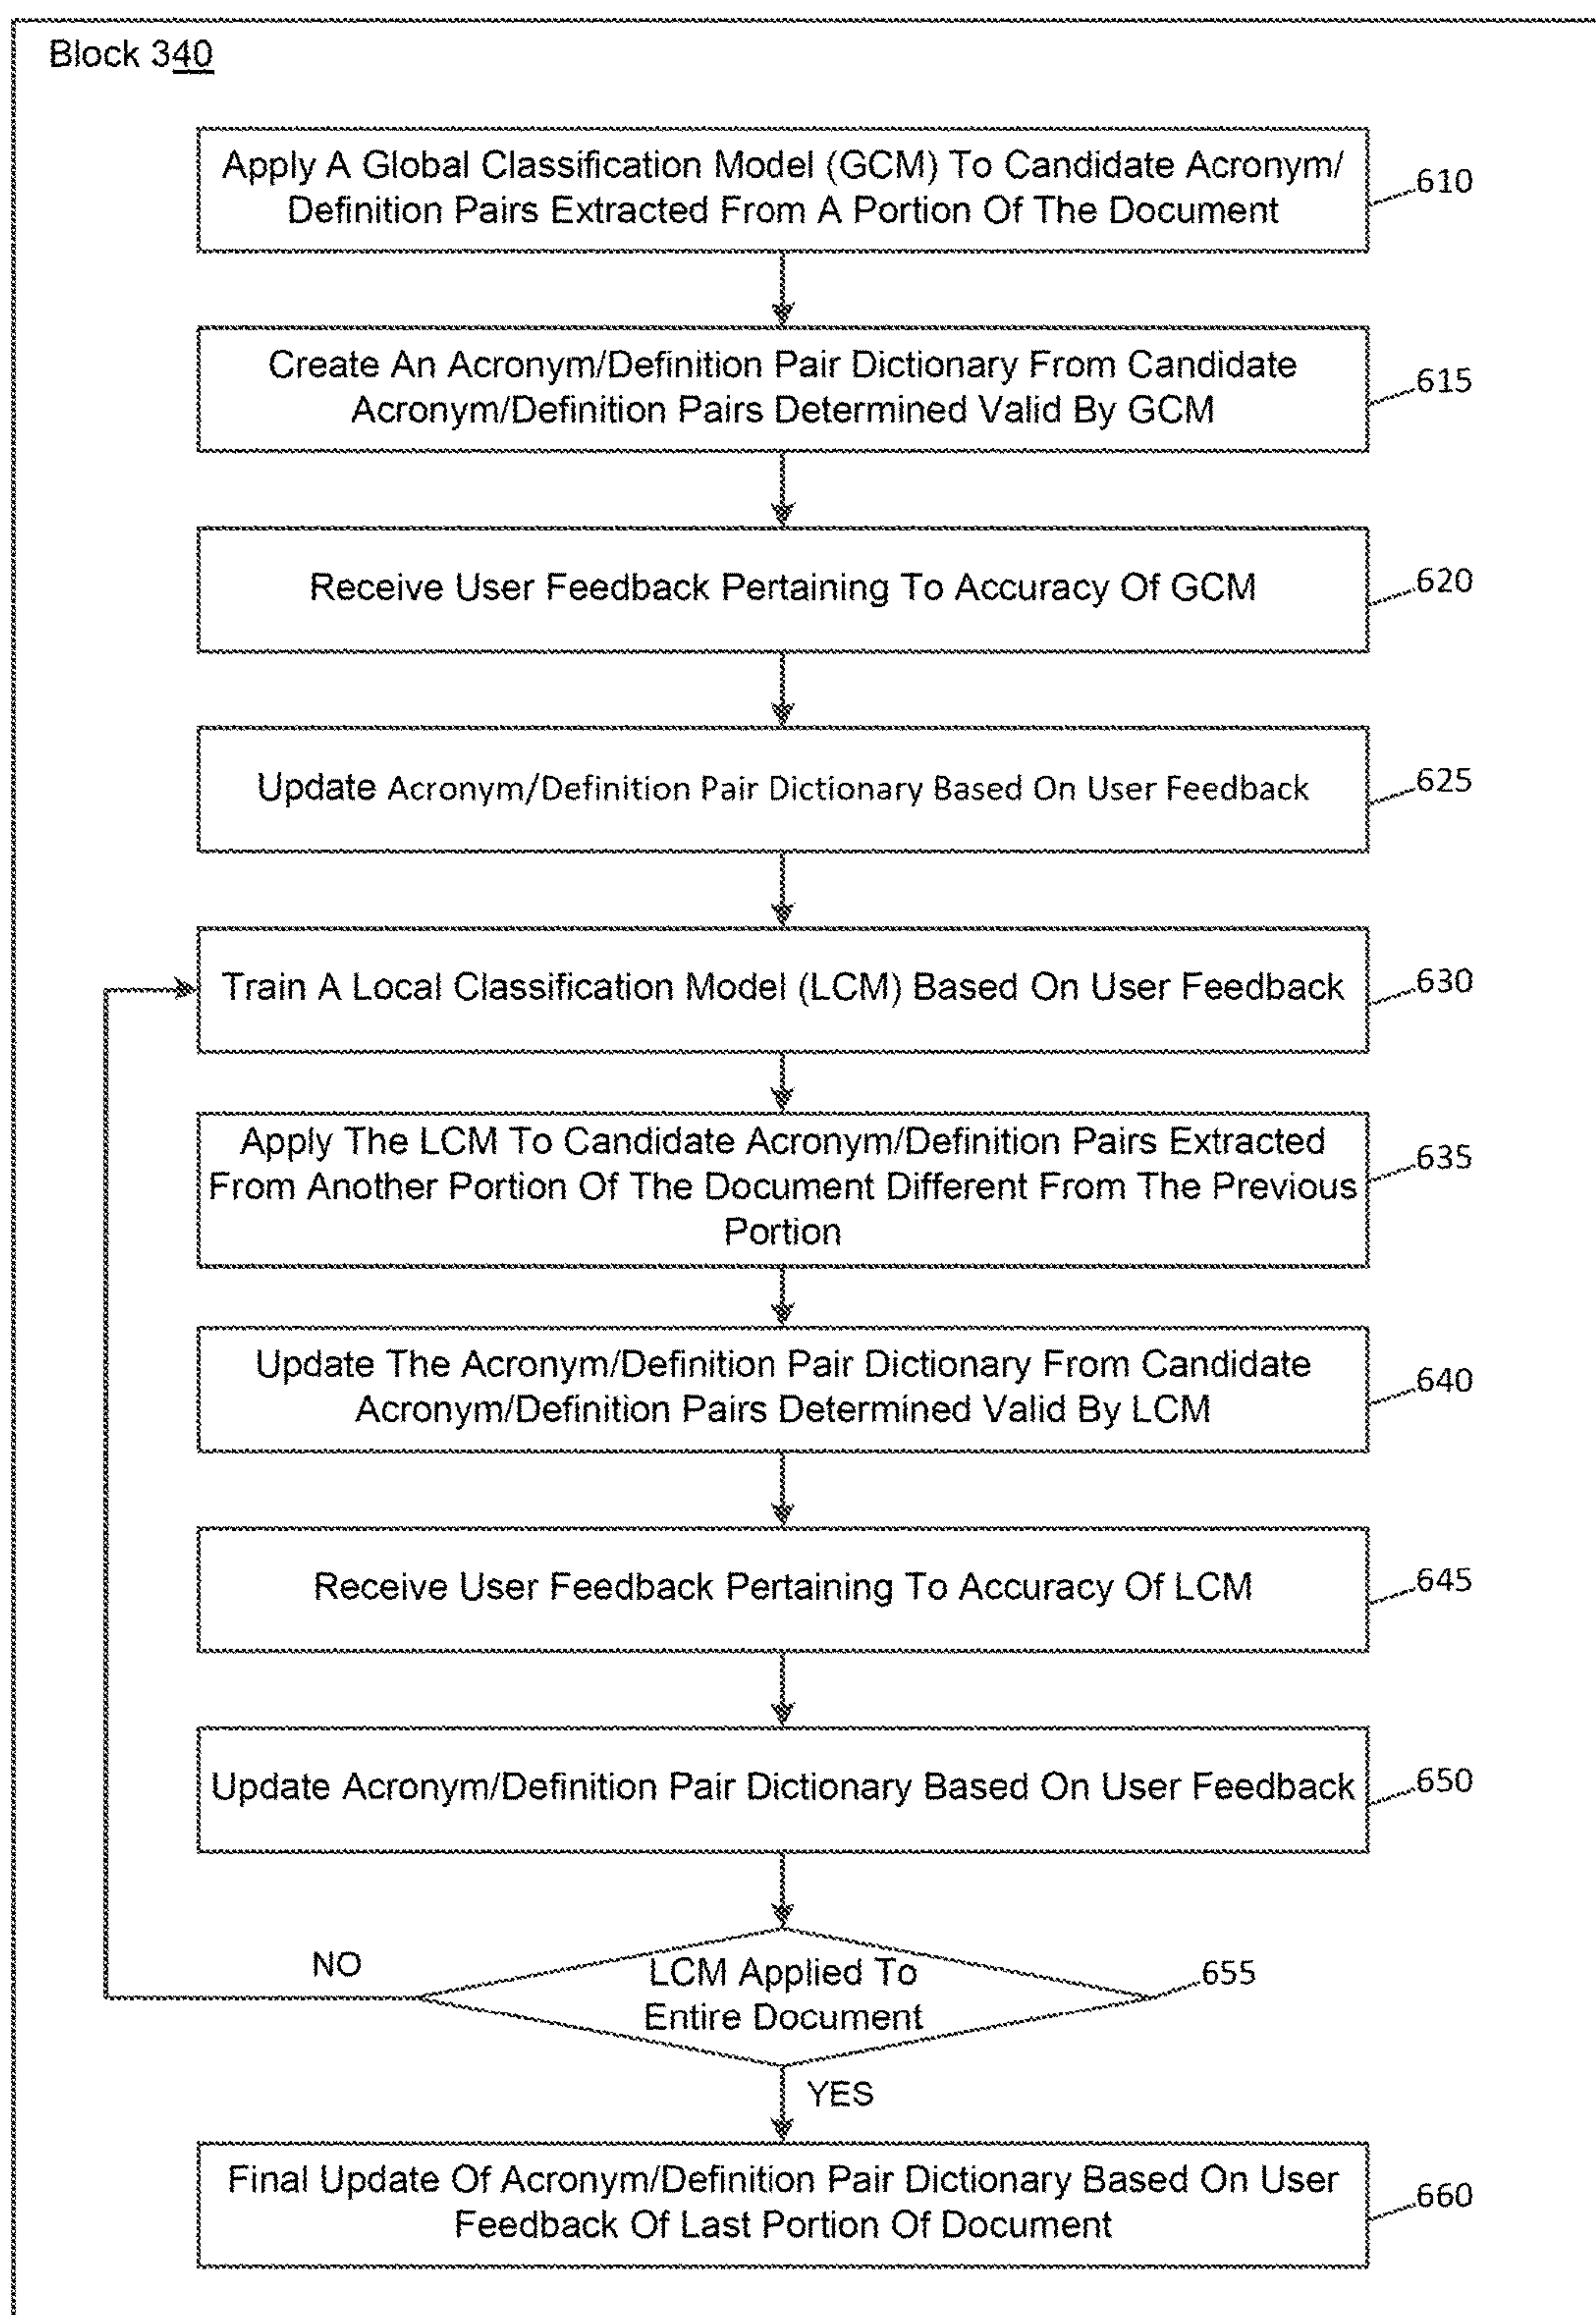 Block 340
Apply A Global Classification Model (GCM) To Candidate Acronym/
Definition Pairs Extracted From A Portion Of The Document
610
Create An Acronym/Definition Pair Dictionary From Candidate
Acronym/Definition Pairs Determined Valid By GCM
615
Receive User Feedback Pertaining To Accuracy Of GCM
620
Update Acronym/Definition Pair Dictionary Based On User Feedback
625
Train A Local Classification Model (LCM) Based On User Feedback
630
Apply The LCM To Candidate Acronym/Definition Pairs Extracted
From Another Portion Of The Document Different From The Previous
Portion
635
Update The Acronym/Definition Pair Dictionary From Candidate
Acronym/Definition Pairs Determined Valid By LCM
640
Receive User Feedback Pertaining To Accuracy Of LCM
645
Update Acronym/Definition Pair Dictionary Based On User Feedback
650
NO
LCM Applied To
Entire Document
655
YES
Final Update Of Acronym/Definition Pair Dictionary Based On User
Feedback Of Last Portion Of Document
660